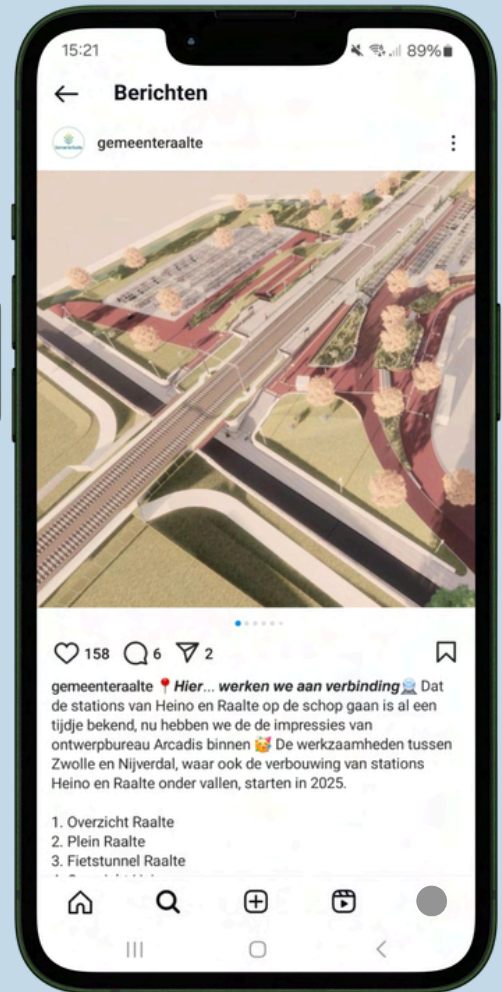 15:21
89%
Berichten
gemeenteraalte
158 6 2
gemeenteraalte 📍Hier... werken we aan verbinding🚊 Dat
de stations van Heino en Raalte op de schop gaan is al een
tijdje bekend, nu hebben we de de impressies van
ontwerpbureau Arcadis binnen 🥳 De werkzaamheden tussen
Zwolle en Nijverdal, waar ook de verbouwing van stations
Heino en Raalte onder vallen, starten in 2025.
1. Overzicht Raalte
2. Plein Raalte
3. Fietstunnel Raalte